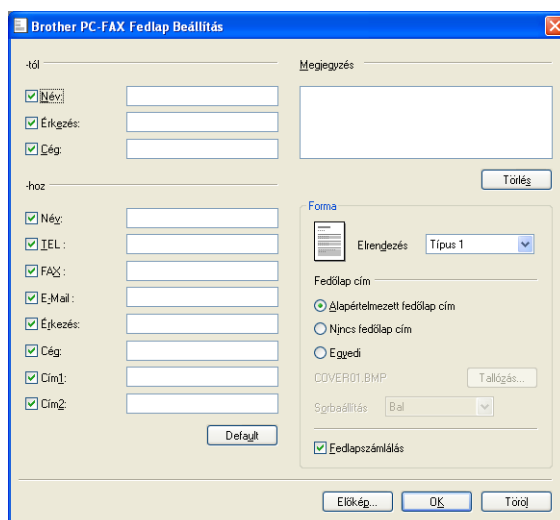 Brother PC-FAX Fedlap Beállítás
-tól
Név:
Érkezés:
Cég:
-hoz
Név:
TEL :
FAX :
E-Mail :
Érkezés:
Cég:
Cím1:
Cím2:
Default
Megjegyzés
Törlés
Forma
Elrendezés Típus 1
Fedőlap cím
Alapértelmezett fedőlap cím
Nincs fedőlap cím
Egyedi
COVER01.BMP Tallózás...
Sorbaállítás Bal
Fedlapszámlálás
Előkép... OK Töröl